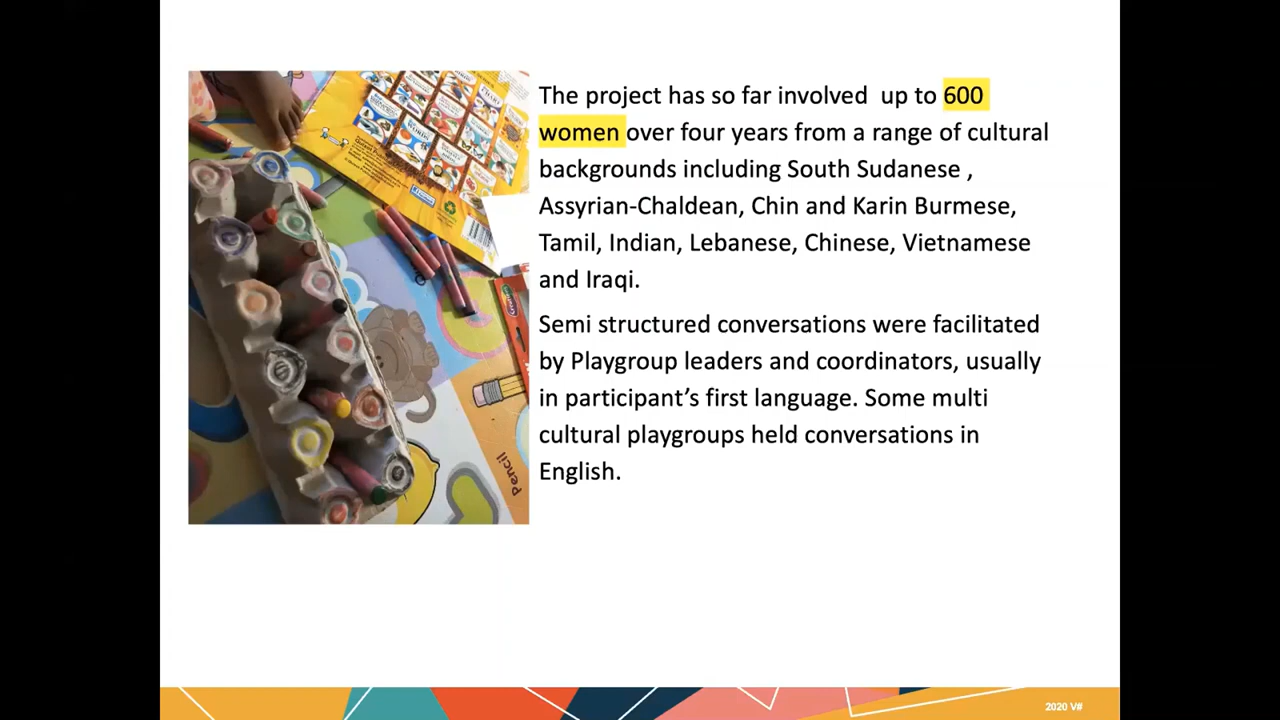 The project has so far involved  up to 600
women over four years from a range of cultural
backgrounds including South Sudanese ,
Assyrian-Chaldean, Chin and Karin Burmese,
Tamil, Indian, Lebanese, Chinese, Vietnamese
and Iraqi.
Semi structured conversations were facilitated
by Playgroup leaders and coordinators, usually
in participant’s first language. Some multi
cultural playgroups held conversations in
English.
Pencil
2020 V#